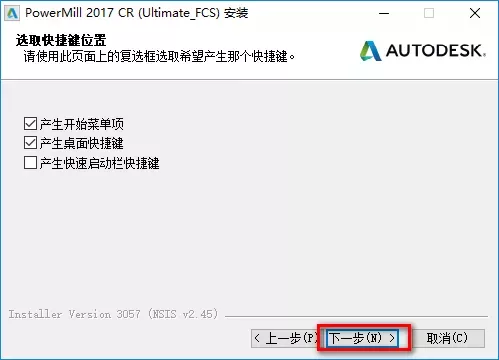 PowerMill 2017 CR (Ultimate_FCS) 安装
选取快捷键位置
请使用此页面上的复选框选取希望产生那个快捷键。
AUTODESK.
产生开始菜单项
产生桌面快捷键
产生快速启动栏快捷键
Installer Version 3057 (NSIS v2.45)
< 上一步(P)
下一步(N) >
取消(C)